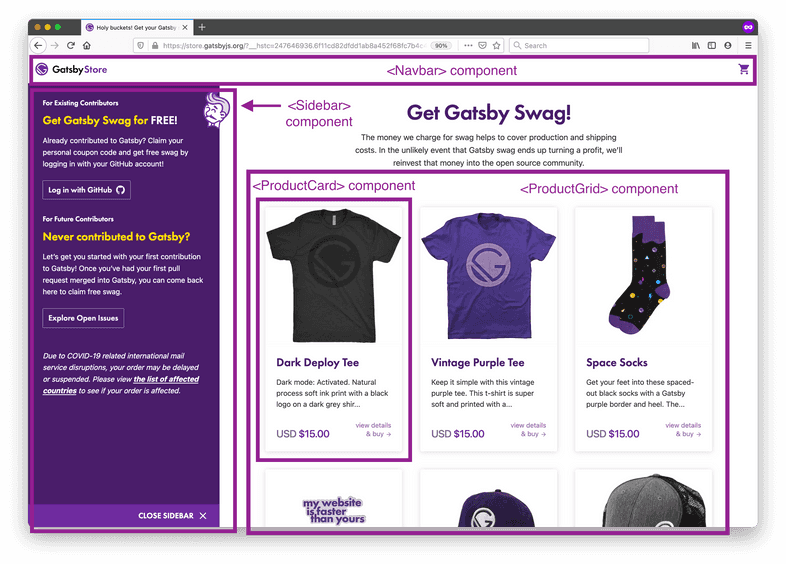 Holy buckets! Get your Gatsby
https://store.gatsbyjs.org/?__hstc=247646936.6f11cd82dfdd1ab8a452f68fc7b4c
90%
Search
GatsbyStore
<Navbar> component
For Existing Contributors
Get Gatsby Swag for FREE!
Already contributed to Gatsby? Claim your
personal coupon code and get free swag by
logging in with your GitHub account!
Log in with GitHub
For Future Contributors
Never contributed to Gatsby?
Let's get you started with your first contribution
to Gatsby! Once you've had your first pull
request merged into Gatsby, you can come back
here to claim free swag.
Explore Open Issues
Due to COVID-19 related international mail
service disruptions, your order may be delayed
or suspended. Please view the list of affected
countries to see if your order is affected.
CLOSE SIDEBAR
<Sidebar>
component
Get Gatsby Swag!
The money we charge for swag helps to cover production and shipping
costs. In the unlikely event that Gatsby swag ends up turning a profit, we'll
reinvest that money into the open source community.
<ProductCard> component
<ProductGrid> component
Dark Deploy Tee
Dark mode: Activated. Natural
process soft ink print with a black
logo on a dark grey shir...
USD $15.00
view details
& buy →
Vintage Purple Tee
Keep it simple with this vintage
purple tee. This t-shirt is super
soft and printed with a...
USD $15.00
view details
& buy →
Space Socks
Get your feet into these spaced-
out black socks with a Gatsby
purple border and heel. The...
USD $15.00
view details
& buy →
my website
is faster
than yours